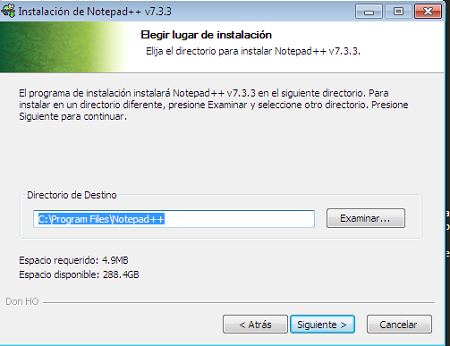 Instalación de Notepad++ v7.3.3
Elegir lugar de instalación
Elija el directorio para instalar Notepad++ v7.3.3.
El programa de instalación instalará Notepad++ v7.3.3 en el siguiente directorio. Para
instalar en un directorio diferente, presione Examinar y seleccione otro directorio. Presione
Siguiente para continuar.
Directorio de Destino
C:\Program Files\Notepad++
Examinar...
Espacio requerido: 4.9MB
Espacio disponible: 288.4GB
Don HO
< Atrás
Siguiente >
Cancelar